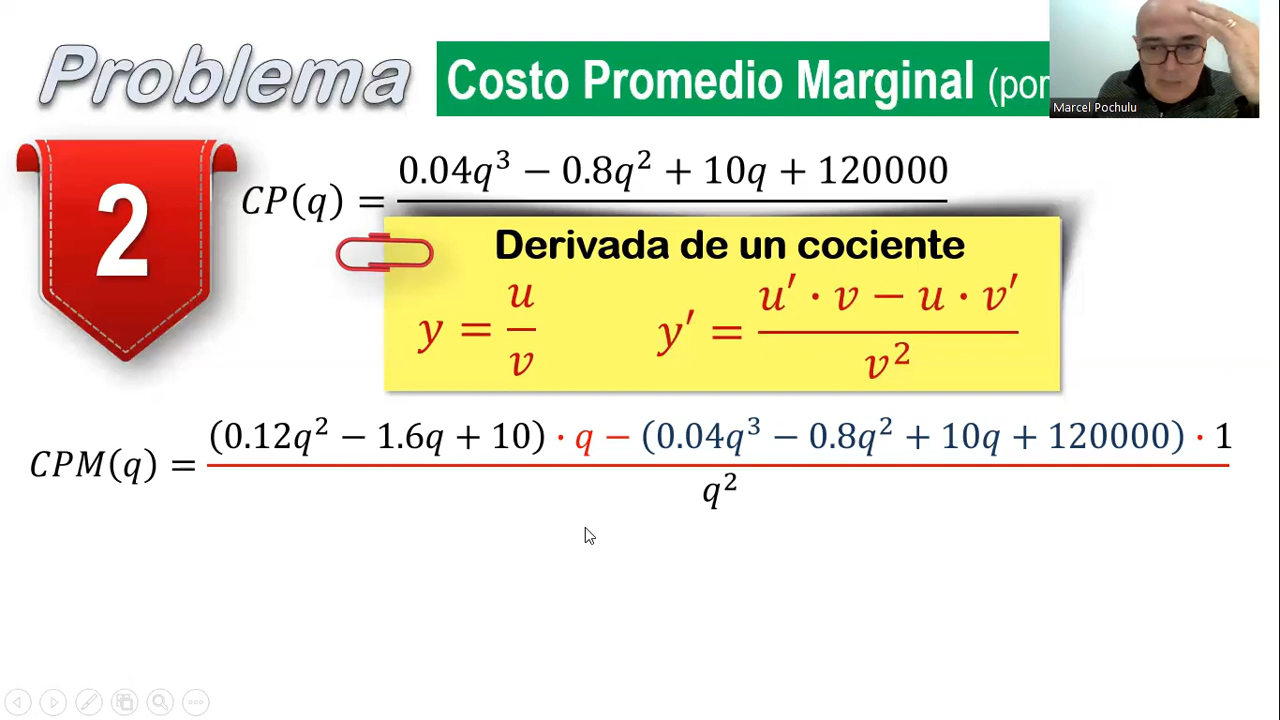 Problema
Costo Promedio Marginal (por
Marcel Pochulu
2
CP(q) = 0.04q³ − 0.8q² + 10q + 120000
Derivada de un cociente
y = u/v    y′ = (u′ · v − u · v′)/v²
CPM(q) = ((0.12q² − 1.6q + 10) · q − (0.04q³ − 0.8q² + 10q + 120000) · 1)/q²